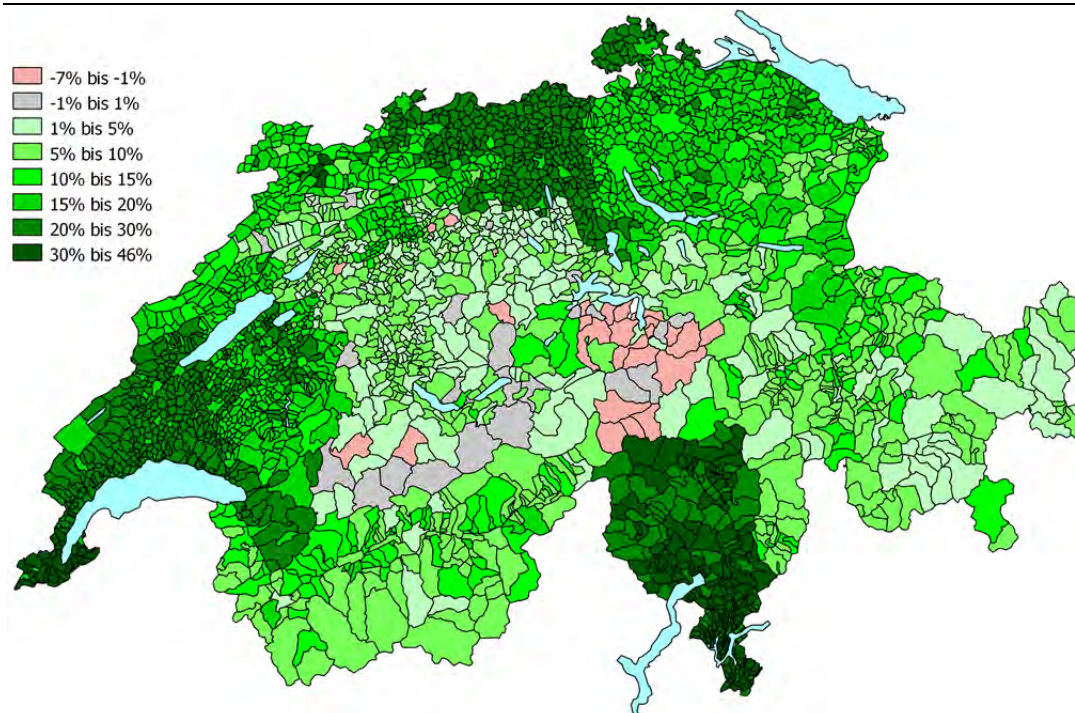 -7% bis -1%
-1% bis 1%
1% bis 5%
5% bis 10%
10% bis 15%
15% bis 20%
20% bis 30%
30% bis 46%